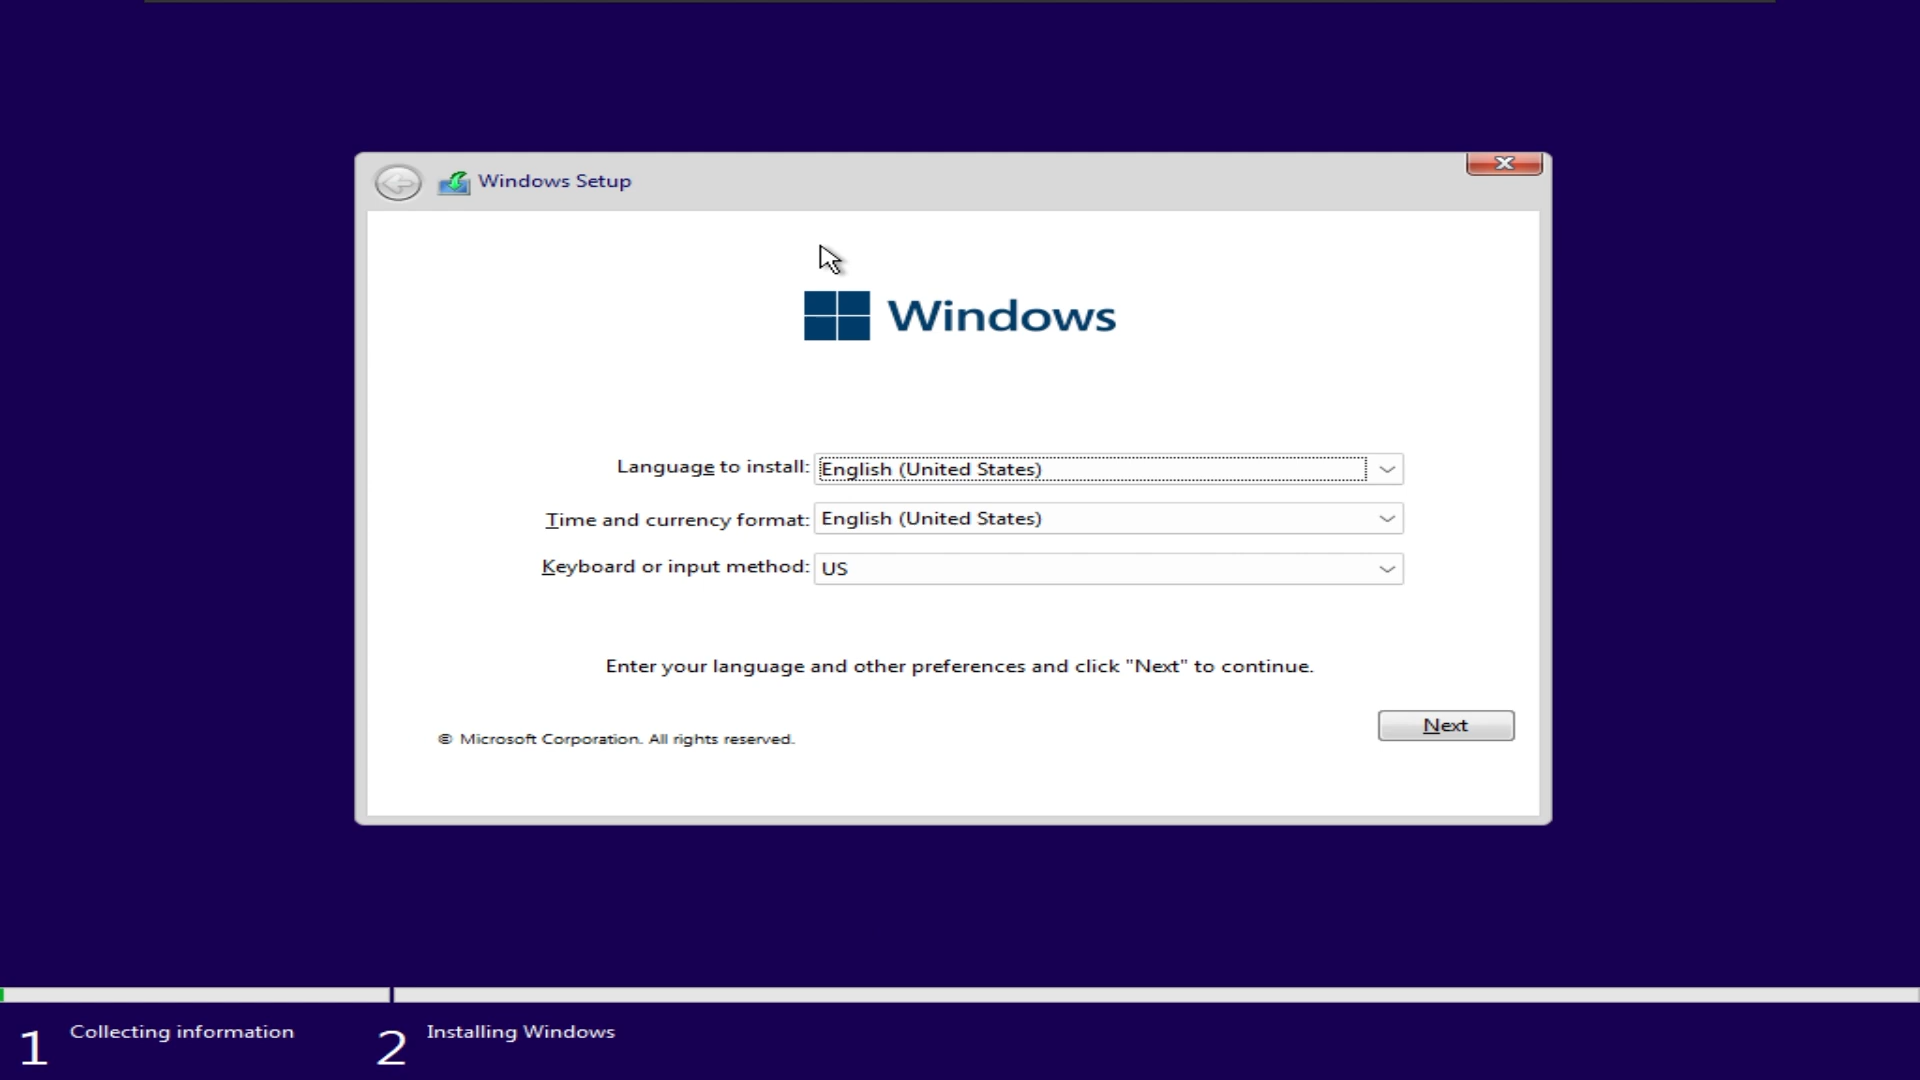 Windows Setup
Windows
Language to install: English (United States)
Time and currency format: English (United States)
Keyboard or input method: US
Enter your language and other preferences and click "Next" to continue.
Next
© Microsoft Corporation. All rights reserved.
1 Collecting information
2 Installing Windows